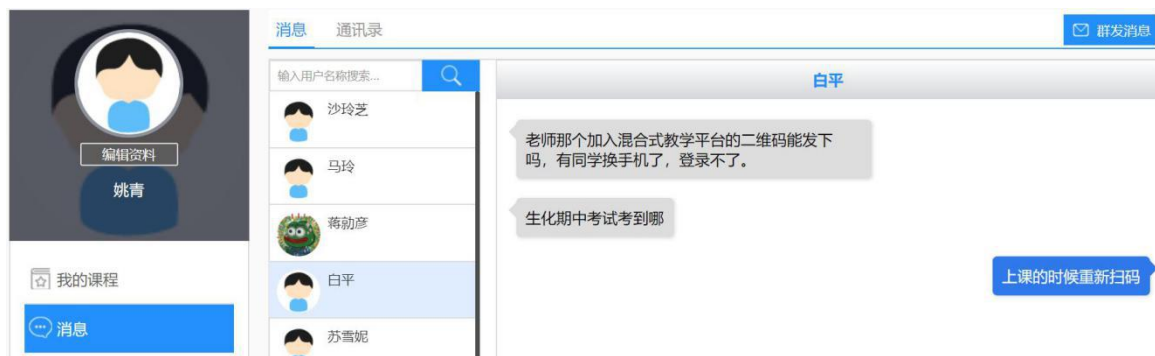 消息 通讯录
群发消息
输入用户名称搜索...
白平
沙玲芝
编辑资料
姚青
马玲
蒋勍彦
白平
苏雪妮
我的课程
消息
老师那个加入混合式教学平台的二维码能发下
吗，有同学换手机了，登录不了。
生化期中考试考到哪
上课的时候重新扫码